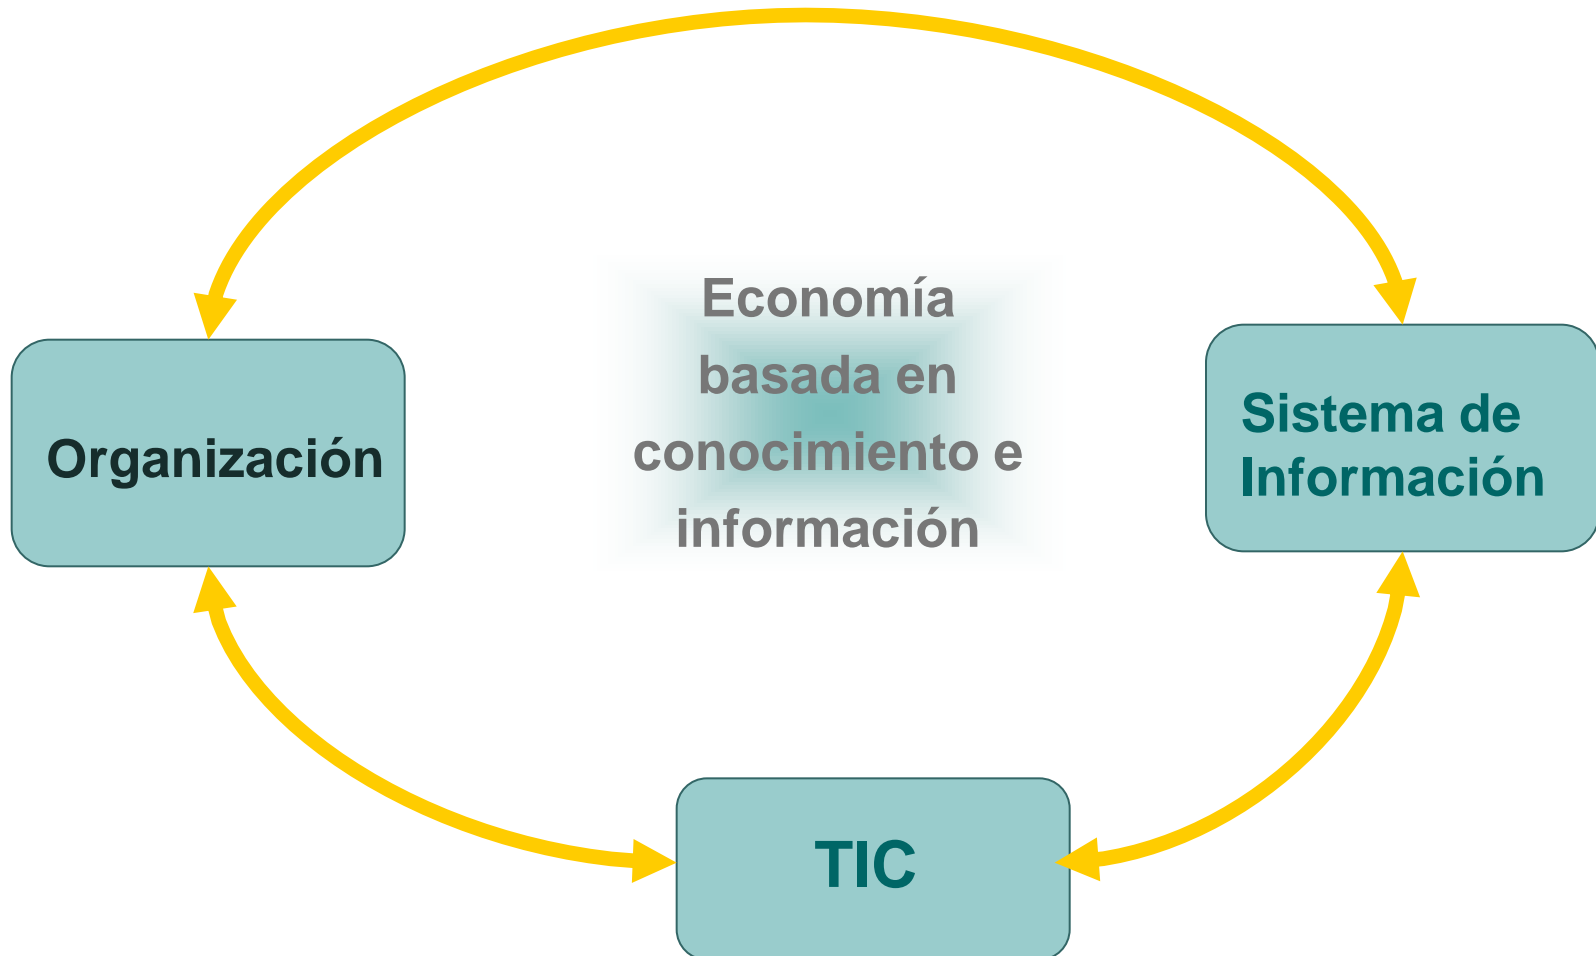 Economía
basada en
conocimiento e
información
Organización
Sistema de
Información
TIC